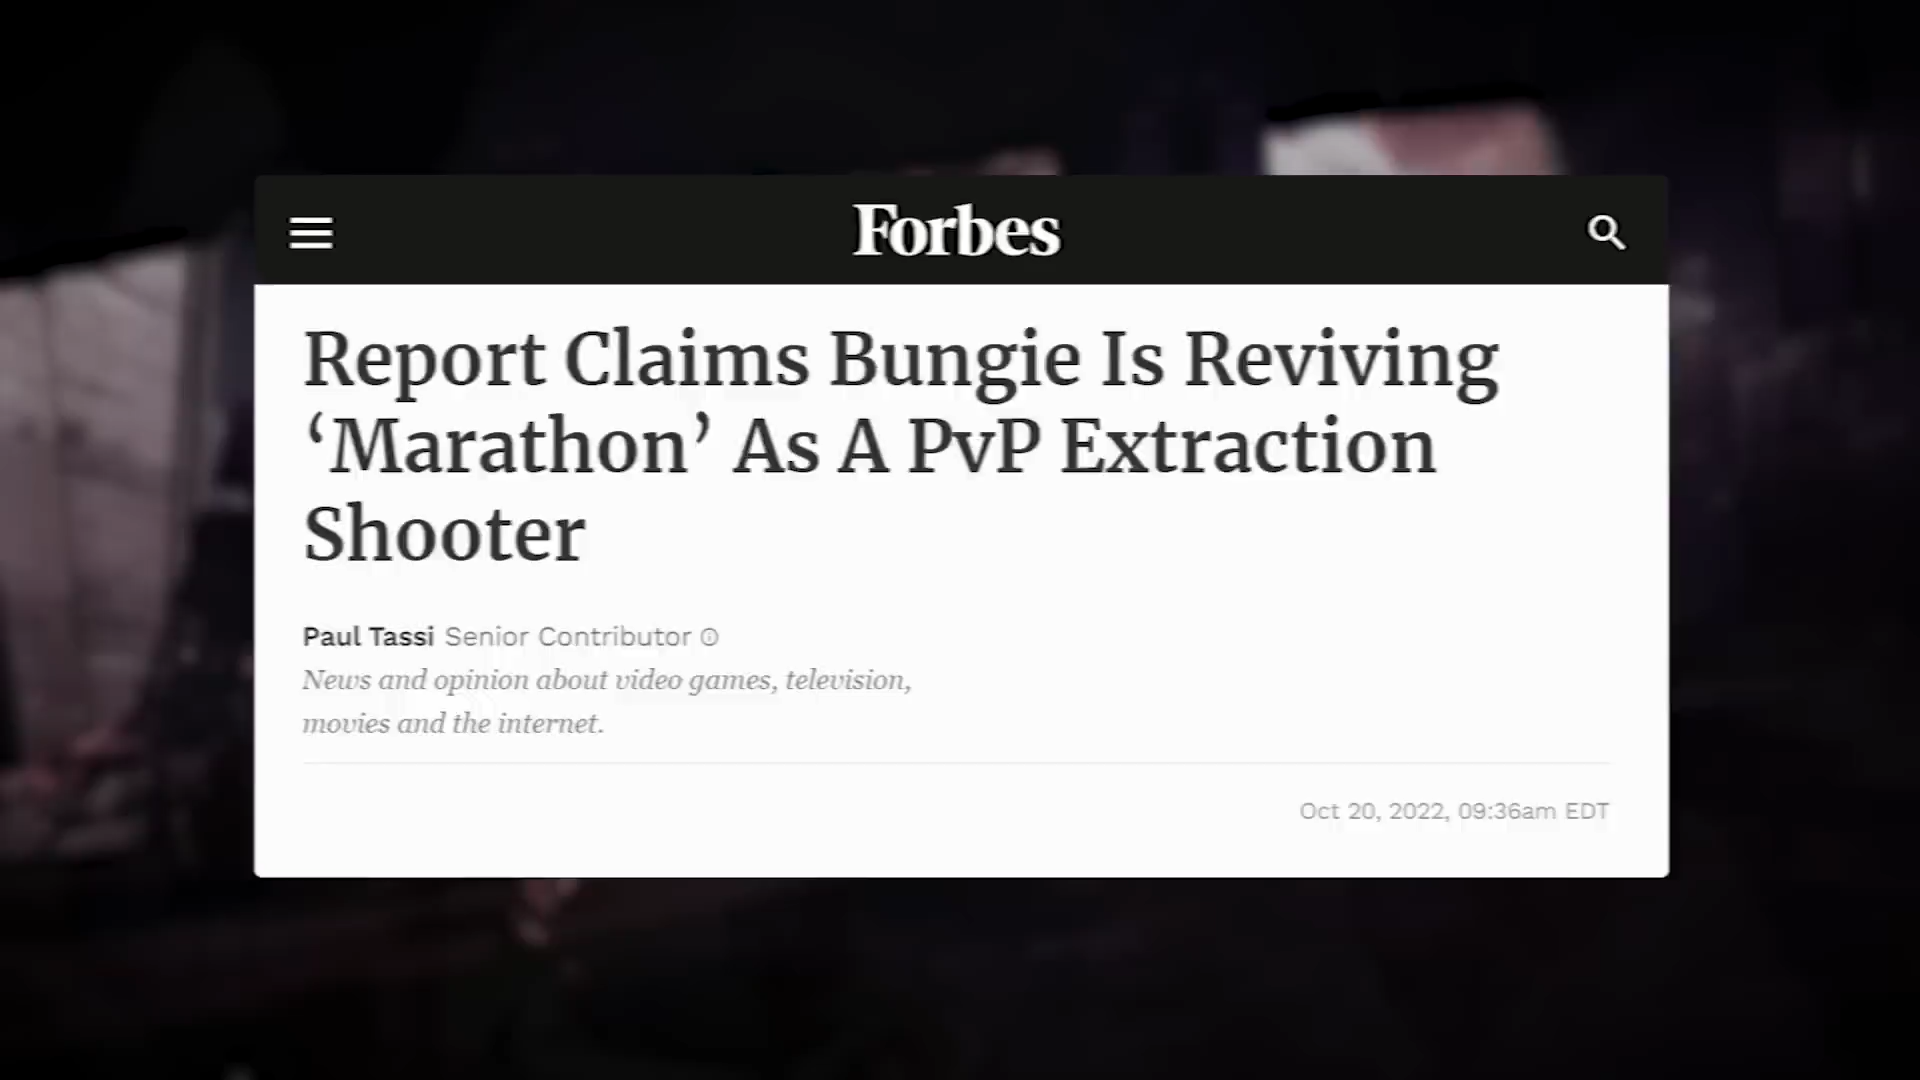 Forbes
Report Claims Bungie Is Reviving
‘Marathon’ As A PvP Extraction
Shooter
Paul Tassi Senior Contributor
News and opinion about video games, television,
movies and the internet.
Oct 20, 2022, 09:36am EDT